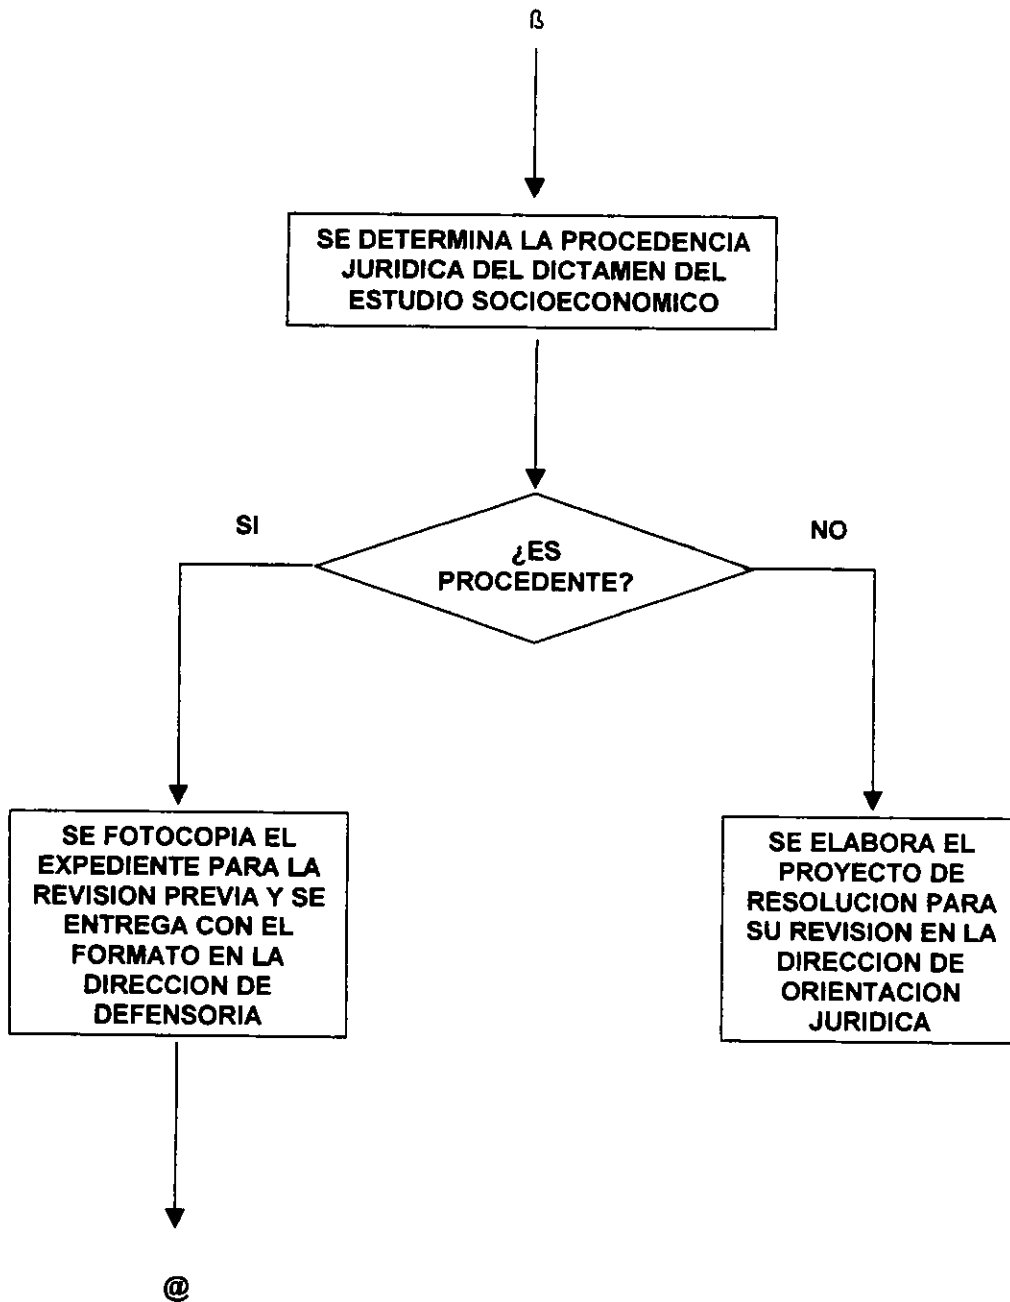 ß
SE DETERMINA LA PROCEDENCIA
JURIDICA DEL DICTAMEN DEL
ESTUDIO SOCIOECONOMICO
SI
¿ES
PROCEDENTE?
NO
SE FOTOCOPIA EL
EXPEDIENTE PARA LA
REVISION PREVIA Y SE
ENTREGA CON EL
FORMATO EN LA
DIRECCION DE
DEFENSORIA
SE ELABORA EL
PROYECTO DE
RESOLUCION PARA
SU REVISION EN LA
DIRECCION DE
ORIENTACION
JURIDICA
@